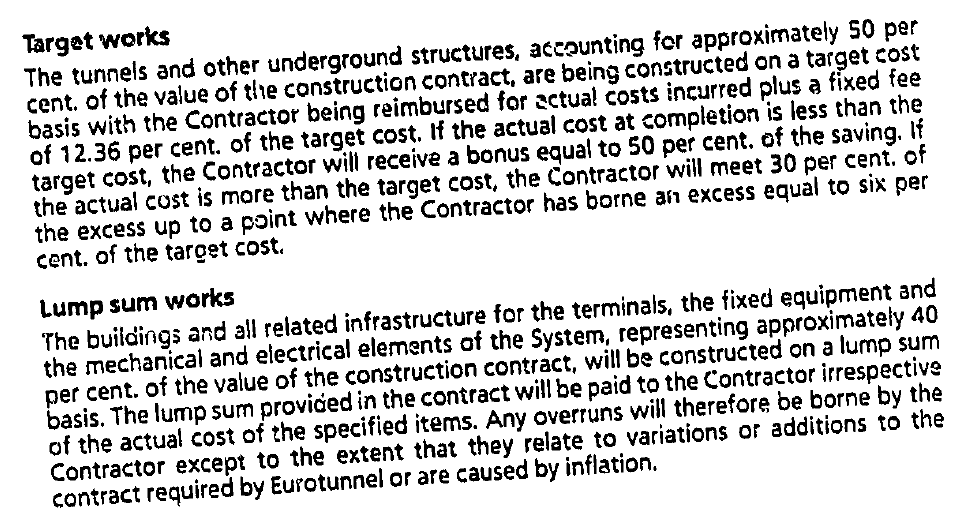 Target works
The tunnels and other underground structures, accounting for approximately 50 per
cent. of the value of the construction contract, are being constructed on a target cost
basis with the Contractor being reimbursed for actual costs incurred plus a fixed fee
of 12.36 per cent. of the target cost. If the actual cost at completion is less than the
target cost, the Contractor will receive a bonus equal to 50 per cent. of the saving. If
the actual cost is more than the target cost, the Contractor will meet 30 per cent. of
the excess up to a point where the Contractor has borne an excess equal to six per
cent. of the target cost.
Lump sum works
The buildings and all related infrastructure for the terminals, the fixed equipment and
the mechanical and electrical elements of the System, representing approximately 40
per cent. of the value of the construction contract, will be constructed on a lump sum
basis. The lump sum provided in the contract will be paid to the Contractor irrespective
of the actual cost of the specified items. Any overruns will therefore be borne by the
Contractor except to the extent that they relate to variations or additions to the
contract required by Eurotunnel or are caused by inflation.